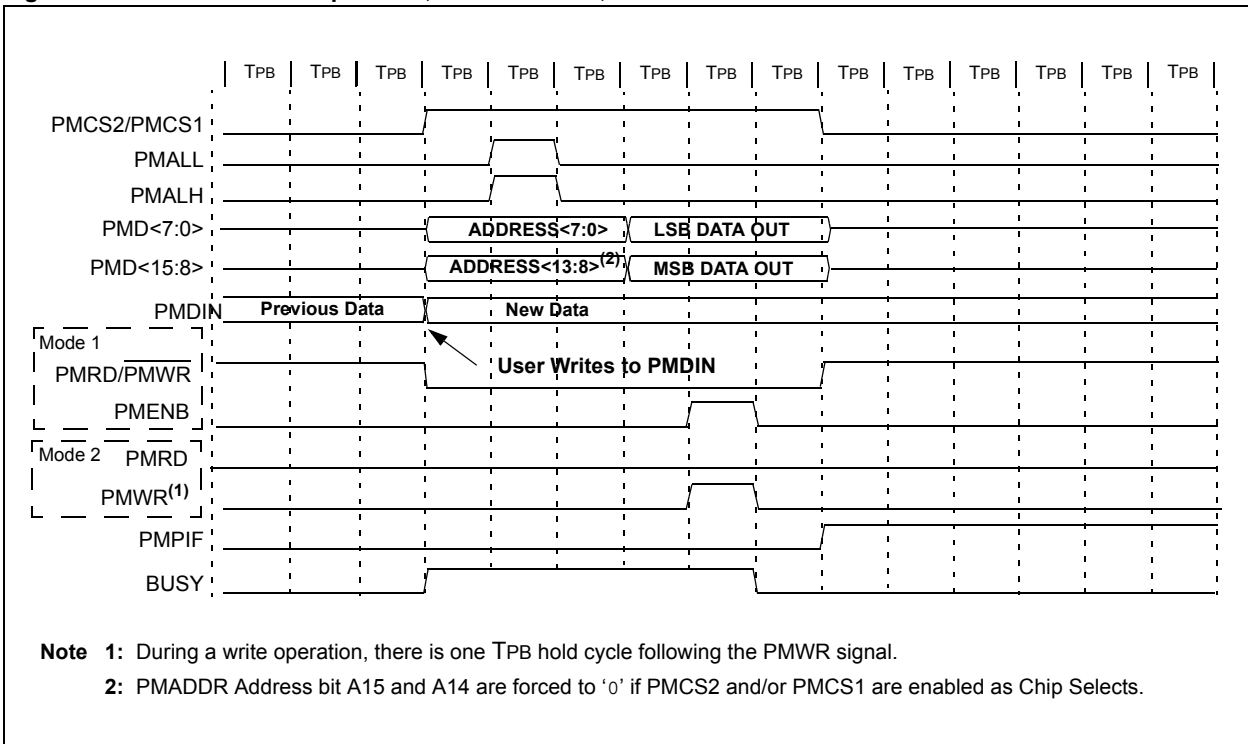 TPB TPB TPB TPB TPB TPB TPB TPB TPB TPB TPB TPB TPB TPB TPB
PMCS2/PMCS1
PMALL
PMALH
PMD<7:0> ADDRESS<7:0> LSB DATA OUT
PMD<15:8> ADDRESS<13:8>(2) MSB DATA OUT
PMDIN Previous Data New Data
Mode 1
User Writes to PMDIN
PMRD/PMWR
PMENB
Mode 2 PMRD
PMWR(1)
PMPIF
BUSY
Note 1: During a write operation, there is one TPB hold cycle following the PMWR signal.
2: PMADDR Address bit A15 and A14 are forced to ‘0’ if PMCS2 and/or PMCS1 are enabled as Chip Selects.